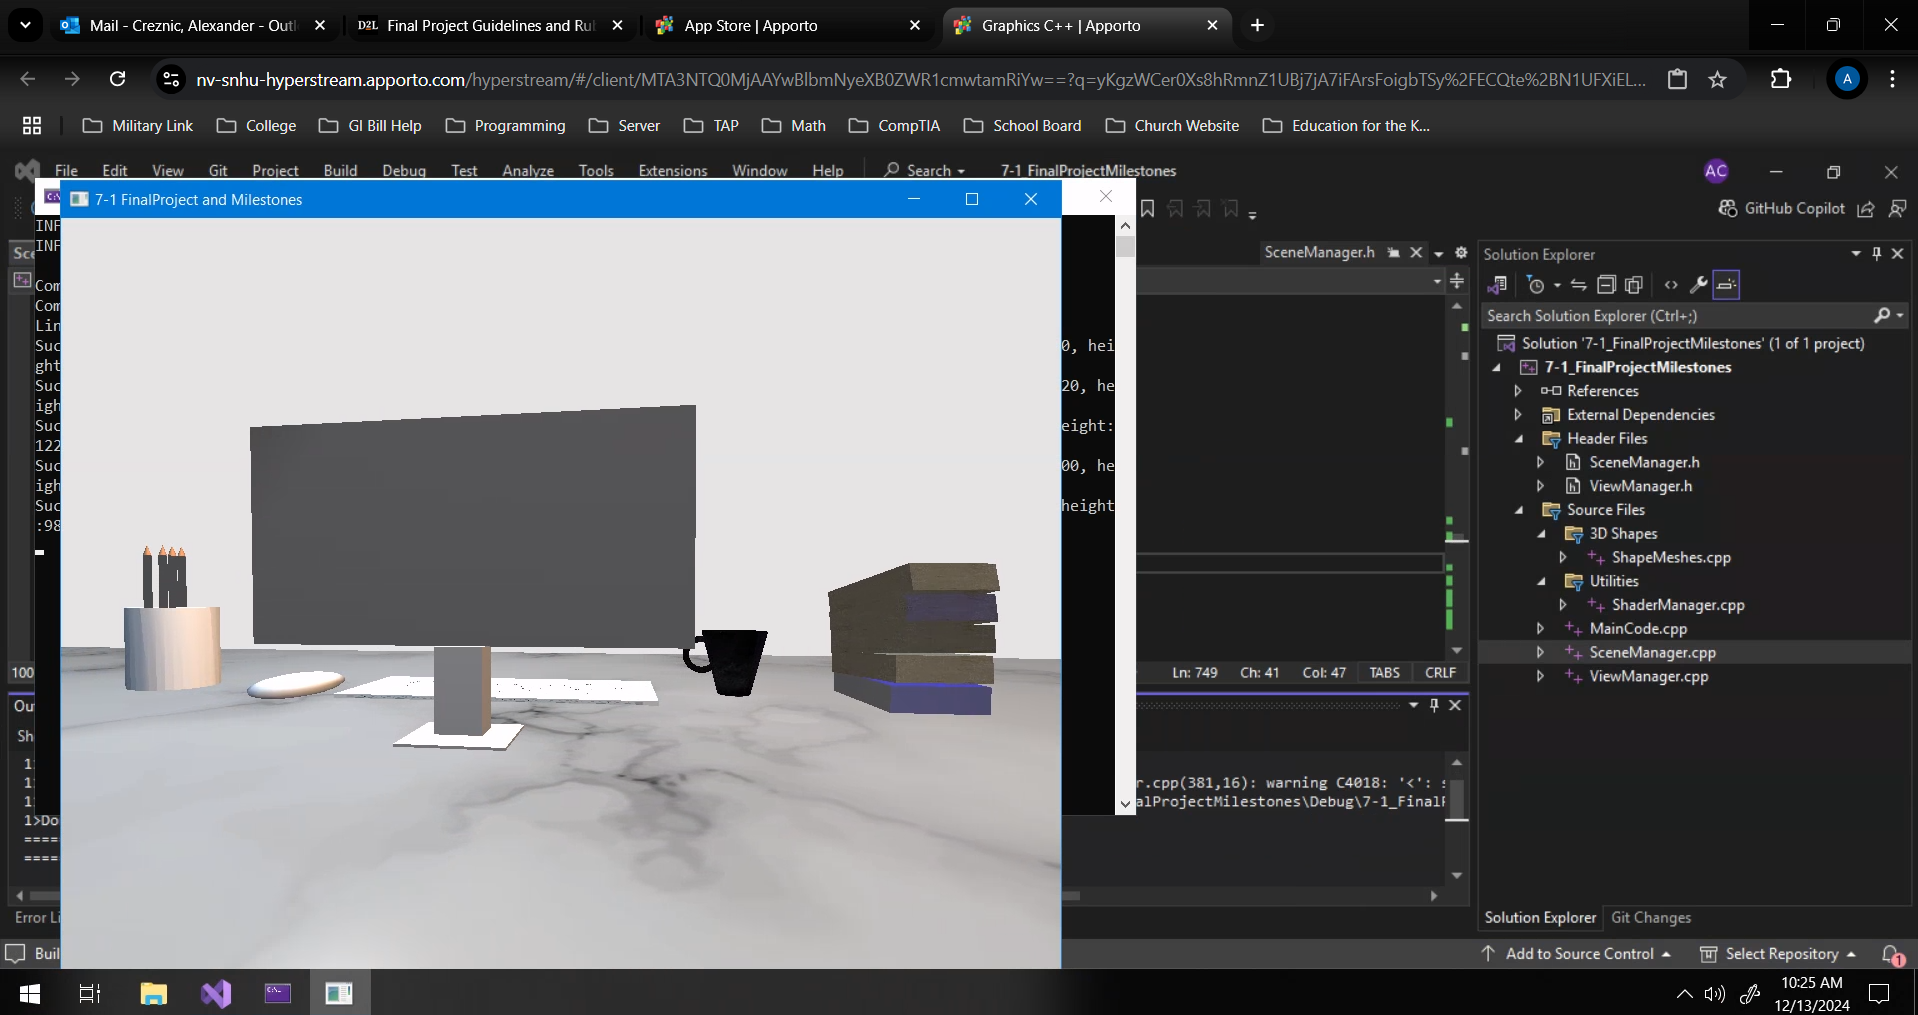 Mail - Creznic, Alexander - Outl
D2L Final Project Guidelines and Ru
App Store | Apporto
Graphics C++ | Apporto
nv-snhu-hyperstream.apporto.com/hyperstream/#/client/
A
Military Link
College
GI Bill Help
Programming
Server
TAP
Math
CompTIA
School Board
Church Website
Education for the K...
File Edit View Git Project Build Debug Test Analyze Tools Extensions Window Help
Search
7-1_FinalProjectMilestones
AC
7-1 FinalProject and Milestones
GitHub Copilot
INF
INF
Com
Com
Lin
Suc
ght
Suc
igh
Suc
122
Suc
igh
Suc
:98
0, hei
20, he
eight:
00, he
height
Sce
SceneManager.h
100
Ln: 749 Ch: 41 Col: 47 TABS CRLF
Ou
Sh
1
1
1
1>Do
====
====
r.cpp(381,16): warning C4018: '<':
alProjectMilestones\Debug\7-1_FinalF
Error Li
Solution Explorer
Search Solution Explorer (Ctrl+;)
Solution '7-1_FinalProjectMilestones' (1 of 1 project)
7-1_FinalProjectMilestones
References
External Dependencies
Header Files
SceneManager.h
ViewManager.h
Source Files
3D Shapes
ShapeMeshes.cpp
Utilities
ShaderManager.cpp
MainCode.cpp
SceneManager.cpp
ViewManager.cpp
Solution Explorer Git Changes
Buil
Add to Source Control
Select Repository
1
10:25 AM
12/13/2024